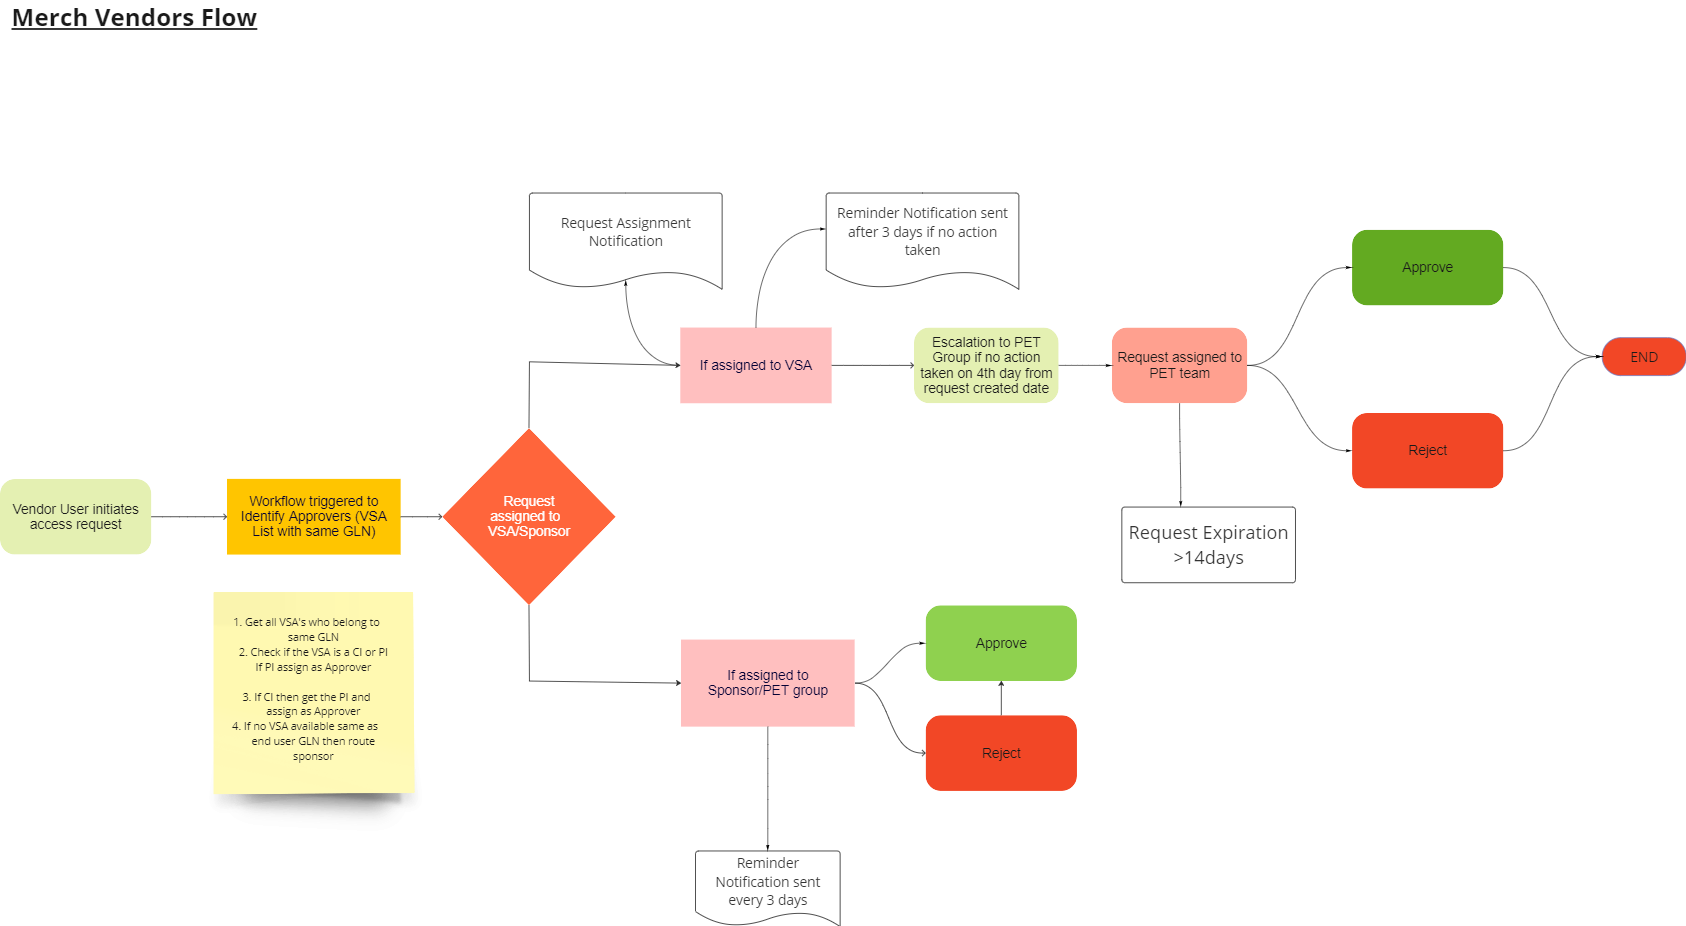 Merch Vendors Flow
Request Assignment
Notification
Reminder Notification sent
after 3 days if no action
taken
Approve
If assigned to VSA
Escalation to PET
Group if no action
taken on 4th day from
request created date
Request assigned to
PET team
END
Reject
Vendor User initiates
access request
Workflow triggered to
Identify Approvers (VSA
List with same GLN)
Request
assigned to
VSA/Sponsor
Request Expiration
>14days
1. Get all VSA's who belong to
same GLN
2. Check if the VSA is a CI or PI
If PI assign as Approver
3. If CI then get the PI and
assign as Approver
4. If no VSA available same as
end user GLN then route
sponsor
If assigned to
Sponsor/PET group
Approve
Reject
Reminder
Notification sent
every 3 days